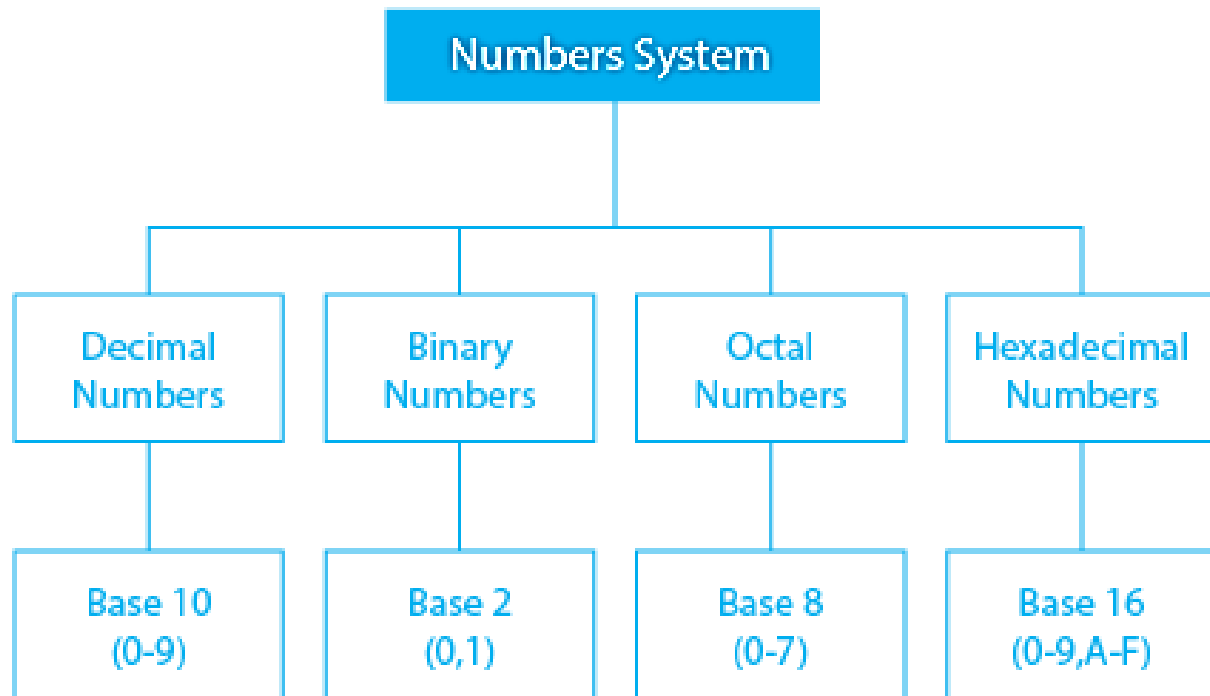 Numbers System
Decimal
Numbers
Binary
Numbers
Octal
Numbers
Hexadecimal
Numbers
Base 10
(0-9)
Base 2
(0,1)
Base 8
(0-7)
Base 16
(0-9,A-F)